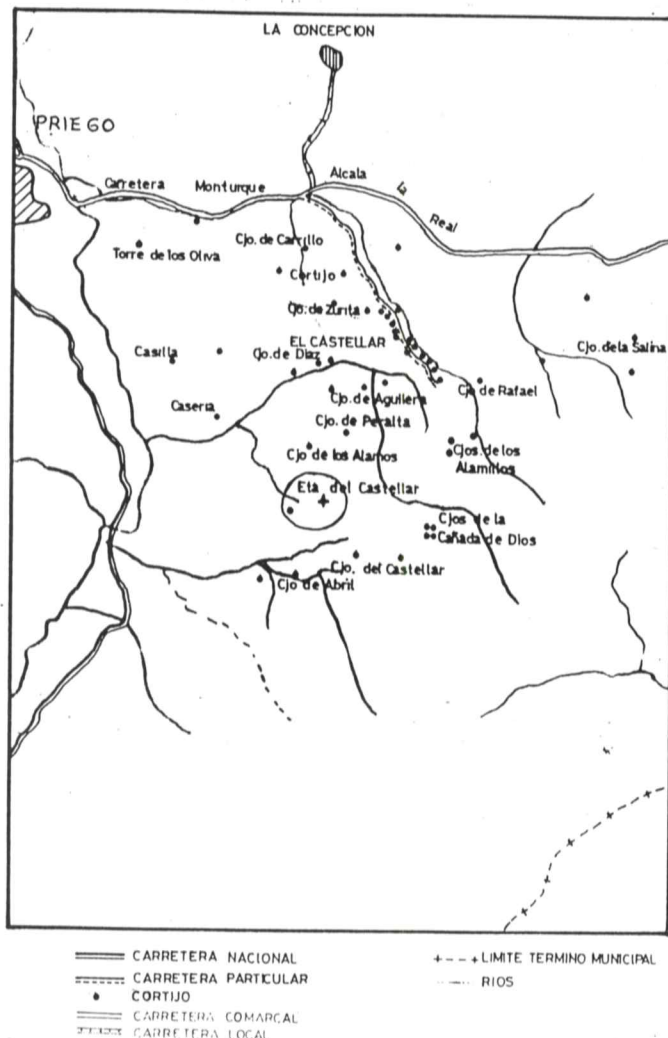 LA CONCEPCION
PRIEGO
Carretera Monturque Alcala La Real
Torre de los Oliva
Cjo. de Carrillo
Cortijo
Cjo. de Zurita
EL CASTELLAR
Casilla
Cjo. de Diaz
Cjo. de la Salina
Cjo de Rafael
Cjo. de Aguilera
Caseria
Cjo. de Peralta
Cjo de los Alamos
Cjos. de los
Alamillos
Eta del Castellar
Cjos de la
Cañada de Dios
Cjo. del Castellar
Cjo de Abril
CARRETERA NACIONAL
CARRETERA PARTICULAR
CORTIJO
CARRETERA COMARCAL
CARRETERA LOCAL
LIMITE TERMINO MUNICIPAL
RIOS